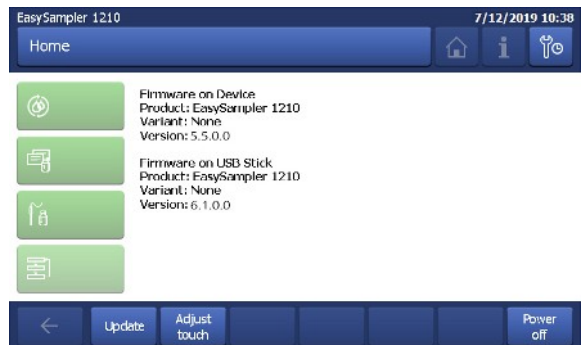 EasySampler 1210
7/12/2019 10:38
Home
Firmware on Device
Product: EasySampler 1210
Variant: None
Version: 5.5.0.0
Firmware on USB Stick
Product: EasySampler 1210
Variant: None
Version: 6.1.0.0
Update
Adjust
touch
Power
off